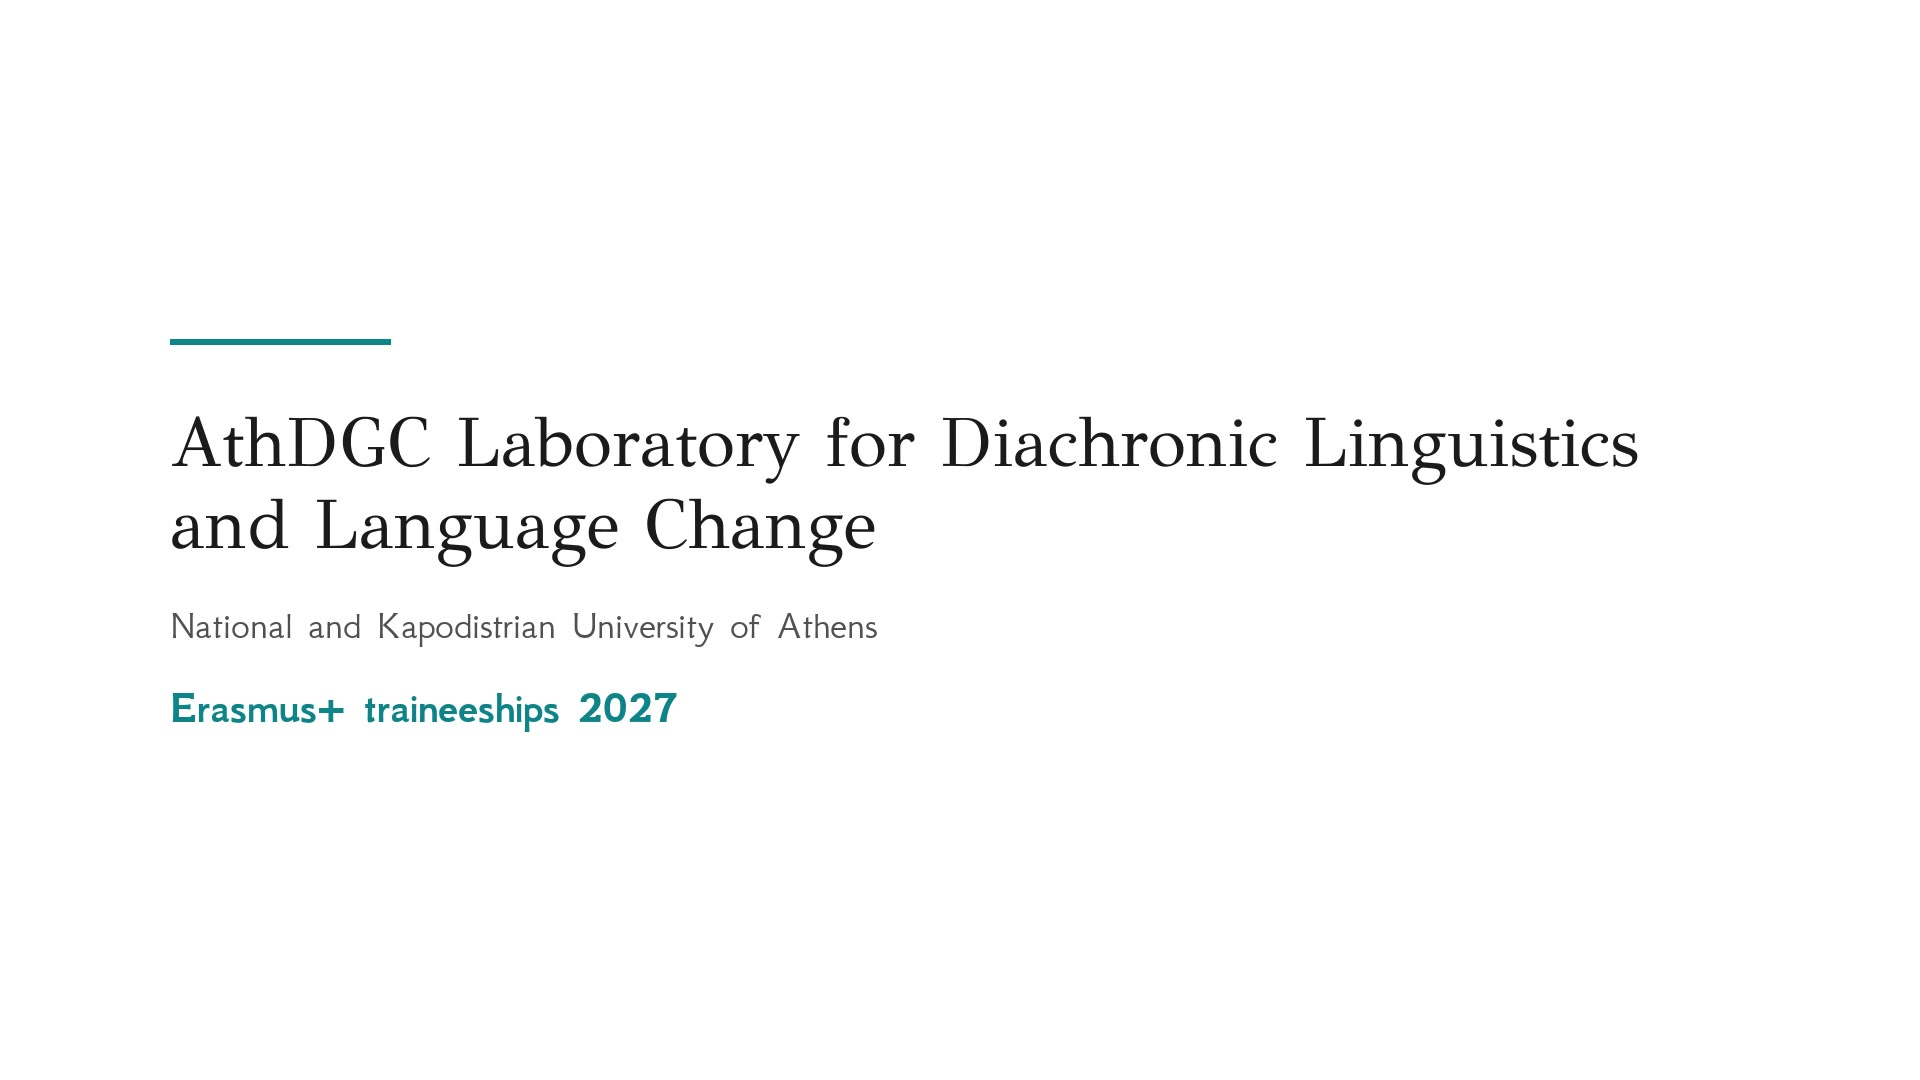 AthDGC Laboratory for Diachronic Linguistics
and Language Change
National and Kapodistrian University of Athens
Erasmus+ traineeships 2027